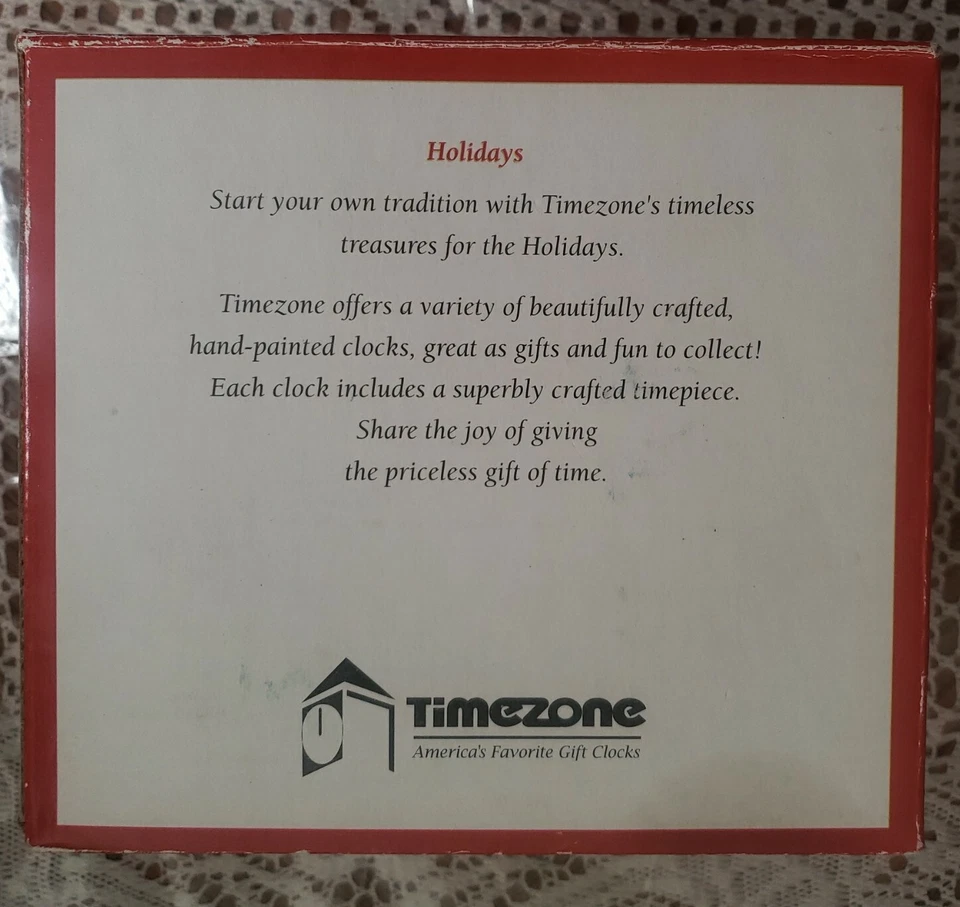 Holidays
Start your own tradition with Timezone's timeless
treasures for the Holidays.
Timezone offers a variety of beautifully crafted,
hand-painted clocks, great as gifts and fun to collect!
Each clock includes a superbly crafted timepiece.
Share the joy of giving
the priceless gift of time.
Timezone
America's Favorite Gift Clocks